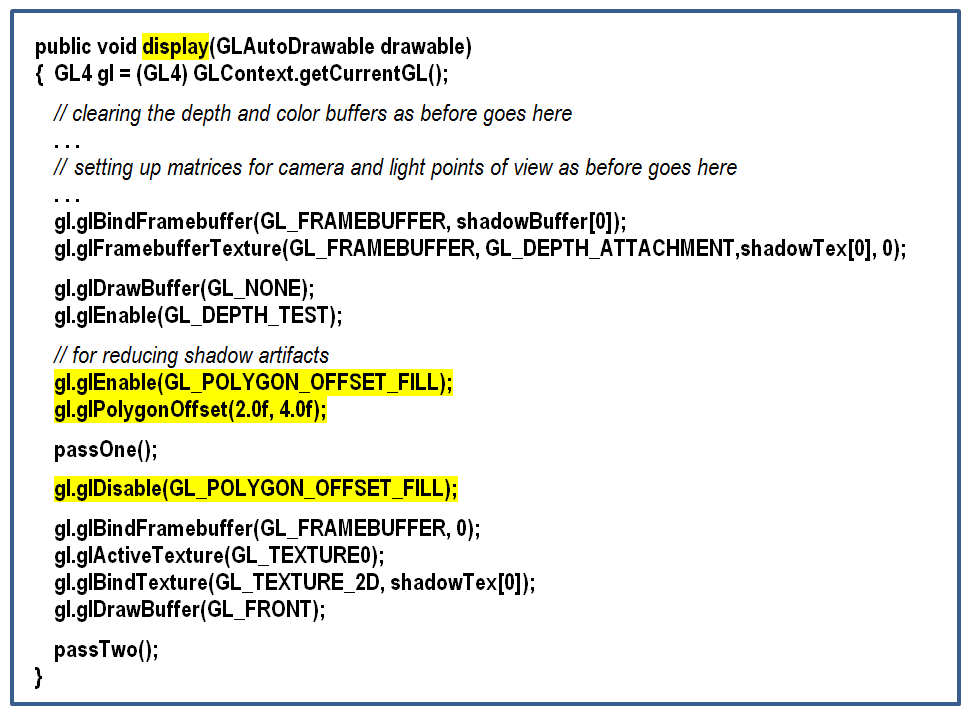 public void display(GLAutoDrawable drawable)
{ GL4 gl = (GL4) GLContext.getCurrentGL();
// clearing the depth and color buffers as before goes here
. . .
// setting up matrices for camera and light points of view as before goes here
. . .
gl.glBindFramebuffer(GL_FRAMEBUFFER, shadowBuffer[0]);
gl.glFramebufferTexture(GL_FRAMEBUFFER, GL_DEPTH_ATTACHMENT,shadowTex[0], 0);
gl.glDrawBuffer(GL_NONE);
gl.glEnable(GL_DEPTH_TEST);
// for reducing shadow artifacts
gl.glEnable(GL_POLYGON_OFFSET_FILL);
gl.glPolygonOffset(2.0f, 4.0f);
passOne();
gl.glDisable(GL_POLYGON_OFFSET_FILL);
gl.glBindFramebuffer(GL_FRAMEBUFFER, 0);
gl.glActiveTexture(GL_TEXTURE0);
gl.glBindTexture(GL_TEXTURE_2D, shadowTex[0]);
gl.glDrawBuffer(GL_FRONT);
passTwo();
}